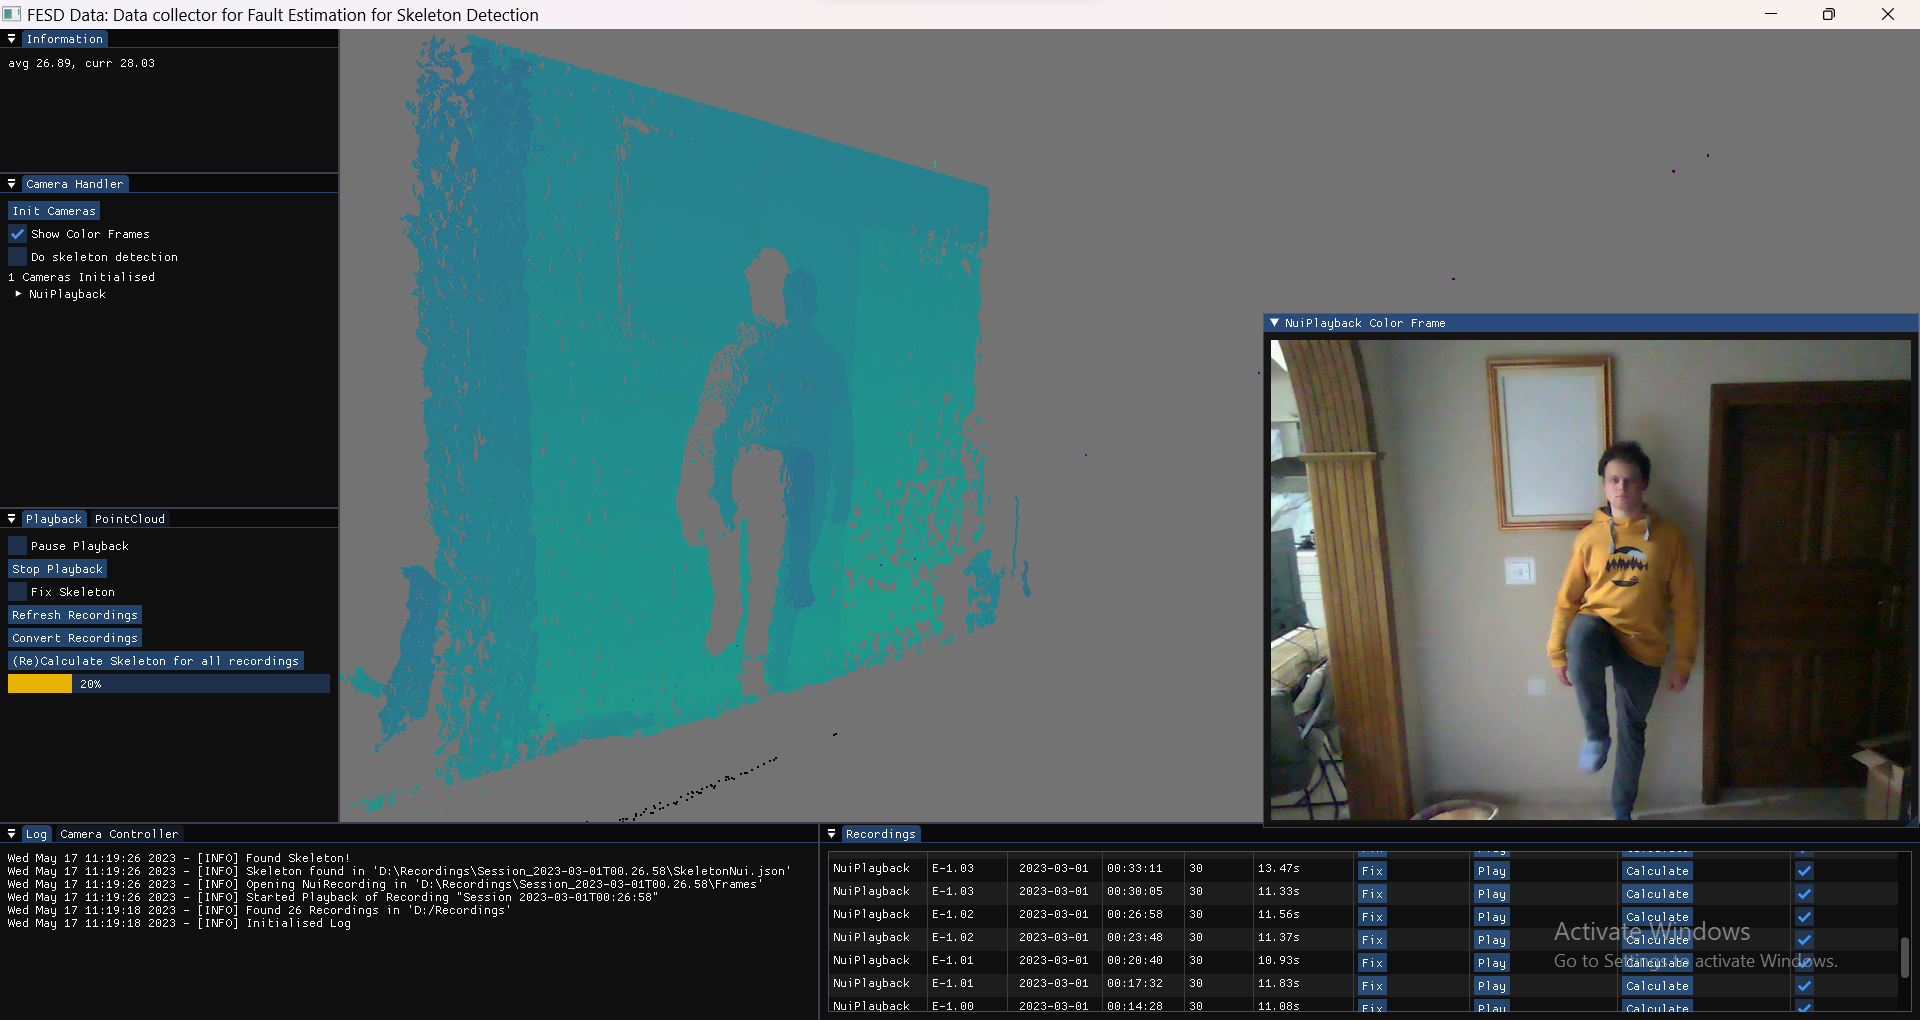 FESD Data: Data collector for Fault Estimation for Skeleton Detection
Information
avg 26.89, curr 28.03
Camera Handler
Init Cameras
Show Color Frames
Do skeleton detection
1 Cameras Initialised
NuiPlayback
Playback PointCloud
Pause Playback
Stop Playback
Fix Skeleton
Refresh Recordings
Convert Recordings
(Re)Calculate Skeleton for all recordings
20%
NuiPlayback Color Frame
Log Camera Controller
Wed May 17 11:19:26 2023 - [INFO] Found Skeleton!
Wed May 17 11:19:26 2023 - [INFO] Skeleton found in 'D:\Recordings\Session_2023-03-01T00.26.58\SkeletonNui.json'
Wed May 17 11:19:26 2023 - [INFO] Opening NuiRecording in 'D:\Recordings\Session_2023-03-01T00.26.58\Frames'
Wed May 17 11:19:26 2023 - [INFO] Started Playback of Recording "Session 2023-03-01T00:26:58"
Wed May 17 11:19:18 2023 - [INFO] Found 26 Recordings in 'D:/Recordings'
Wed May 17 11:19:18 2023 - [INFO] Initialised Log
Recordings
NuiPlayback E-1.03 2023-03-01 00:33:11 30 13.47s Fix Play Calculate
NuiPlayback E-1.03 2023-03-01 00:30:05 30 11.33s Fix Play Calculate
NuiPlayback E-1.02 2023-03-01 00:26:58 30 11.56s Fix Play Calculate
NuiPlayback E-1.02 2023-03-01 00:23:48 30 11.37s Fix Play Calculate
NuiPlayback E-1.01 2023-03-01 00:20:40 30 10.93s Fix Play Calculate
NuiPlayback E-1.01 2023-03-01 00:17:32 30 11.83s Fix Play Calculate
NuiPlayback E-1.00 2023-03-01 00:14:28 30 11.08s Fix Play Calculate
Activate Windows
Go to Settings to activate Windows.